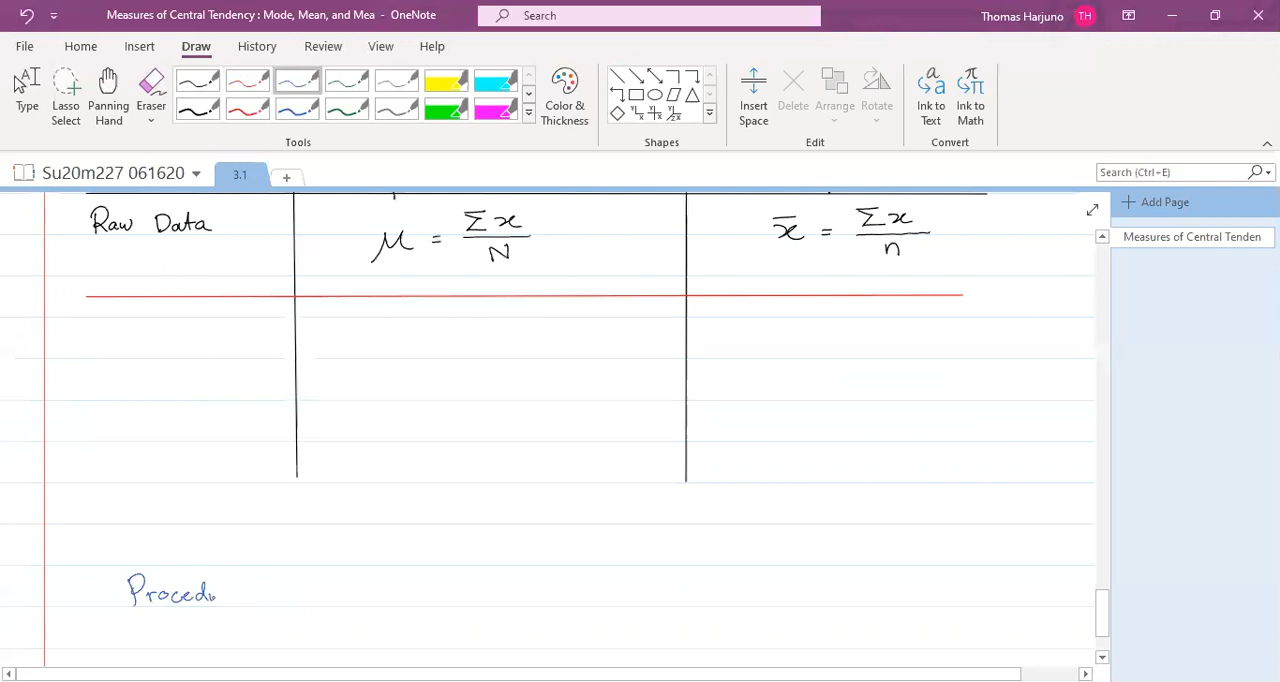 Measures of Central Tendency : Mode, Mean, and Mea - OneNote
Search
Thomas Harjuno
TH
File Home Insert Draw History Review View Help
Type
Lasso Select
Panning Hand
Eraser
Color & Thickness
Insert Space
Delete
Arrange
Rotate
Ink to Text
Ink to Math
Tools
Shapes
Edit
Convert
Su20m227 061620
3.1
Search (Ctrl+E)
Add Page
Measures of Central Tenden
Raw Data
μ = Σx / N
x̄ = Σx / n
Procedu